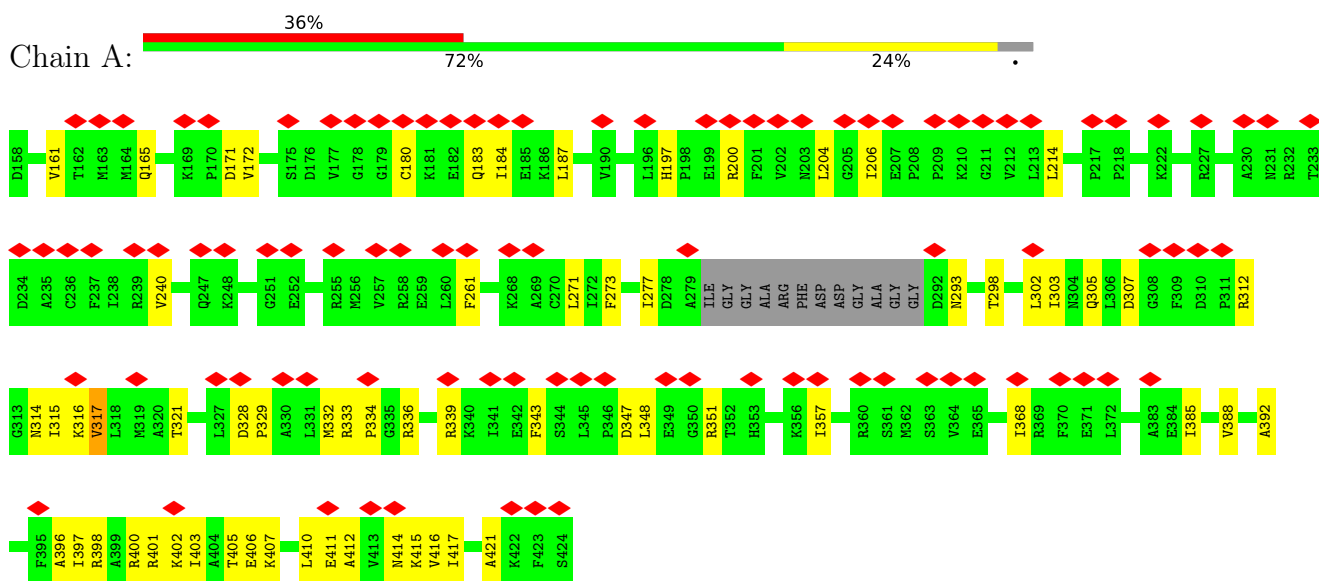 36%
Chain A:
72% 24% •
D158 V161 T162 M163 M164 Q165 K169 P170 D171 V172 S175 D176 V177 G178 G179 C180 K181 E182 Q183 I184 E185 K186 L187 V190 L196 H197 P198 E199 R200 F201 V202 N203 L204 G205 I206 E207 P208 P209 K210 G211 V212 L213 L214 P217 P218 K222 R227 A230 N231 R232 T233
D234 A235 C236 F237 I238 R239 V240 Q247 K248 G251 E252 R255 M256 V257 R258 E259 L260 F261 K268 A269 C270 L271 I272 F273 I277 D278 A279 ILE GLY GLY ALA ARG PHE ASP ASP GLY ALA GLY GLY D292 N293 T298 L302 I303 N304 Q305 L306 D307 G308 F309 D310 P311 R312
G313 N314 I315 K316 V317 L318 M319 A320 T321 L327 D328 P329 A330 L331 M332 R333 P334 G335 R336 R339 K340 I341 E342 F343 S344 L345 P346 D347 L348 E349 G350 R351 T352 H353 K356 I357 R360 S361 M362 S363 V364 E365 I368 R369 F370 E371 L372 A383 E384 I385 V388 A392
F395 A396 I397 R398 A399 R400 R401 K402 I403 A404 T405 E406 K407 L410 E411 A412 V413 N414 K415 V416 I417 A421 K422 F423 S424